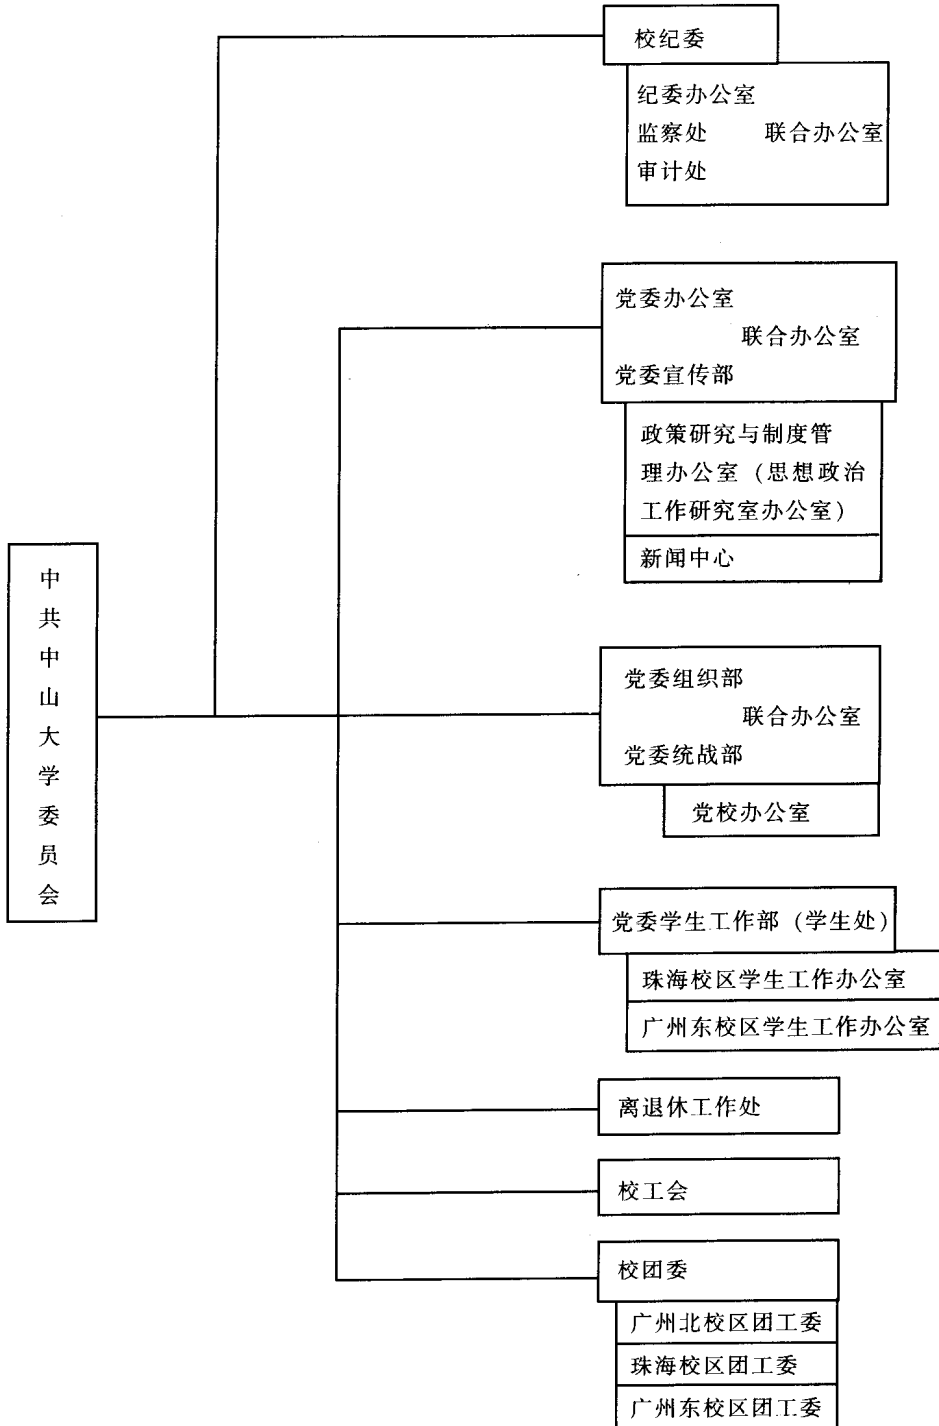 中共中山大学委员会
校纪委
纪委办公室
监察处 联合办公室
审计处
党委办公室
联合办公室
党委宣传部
政策研究与制度管
理办公室（思想政治
工作研究室办公室）
新闻中心
党委组织部
联合办公室
党委统战部
党校办公室
党委学生工作部（学生处）
珠海校区学生工作办公室
广州东校区学生工作办公室
离退休工作处
校工会
校团委
广州北校区团工委
珠海校区团工委
广州东校区团工委